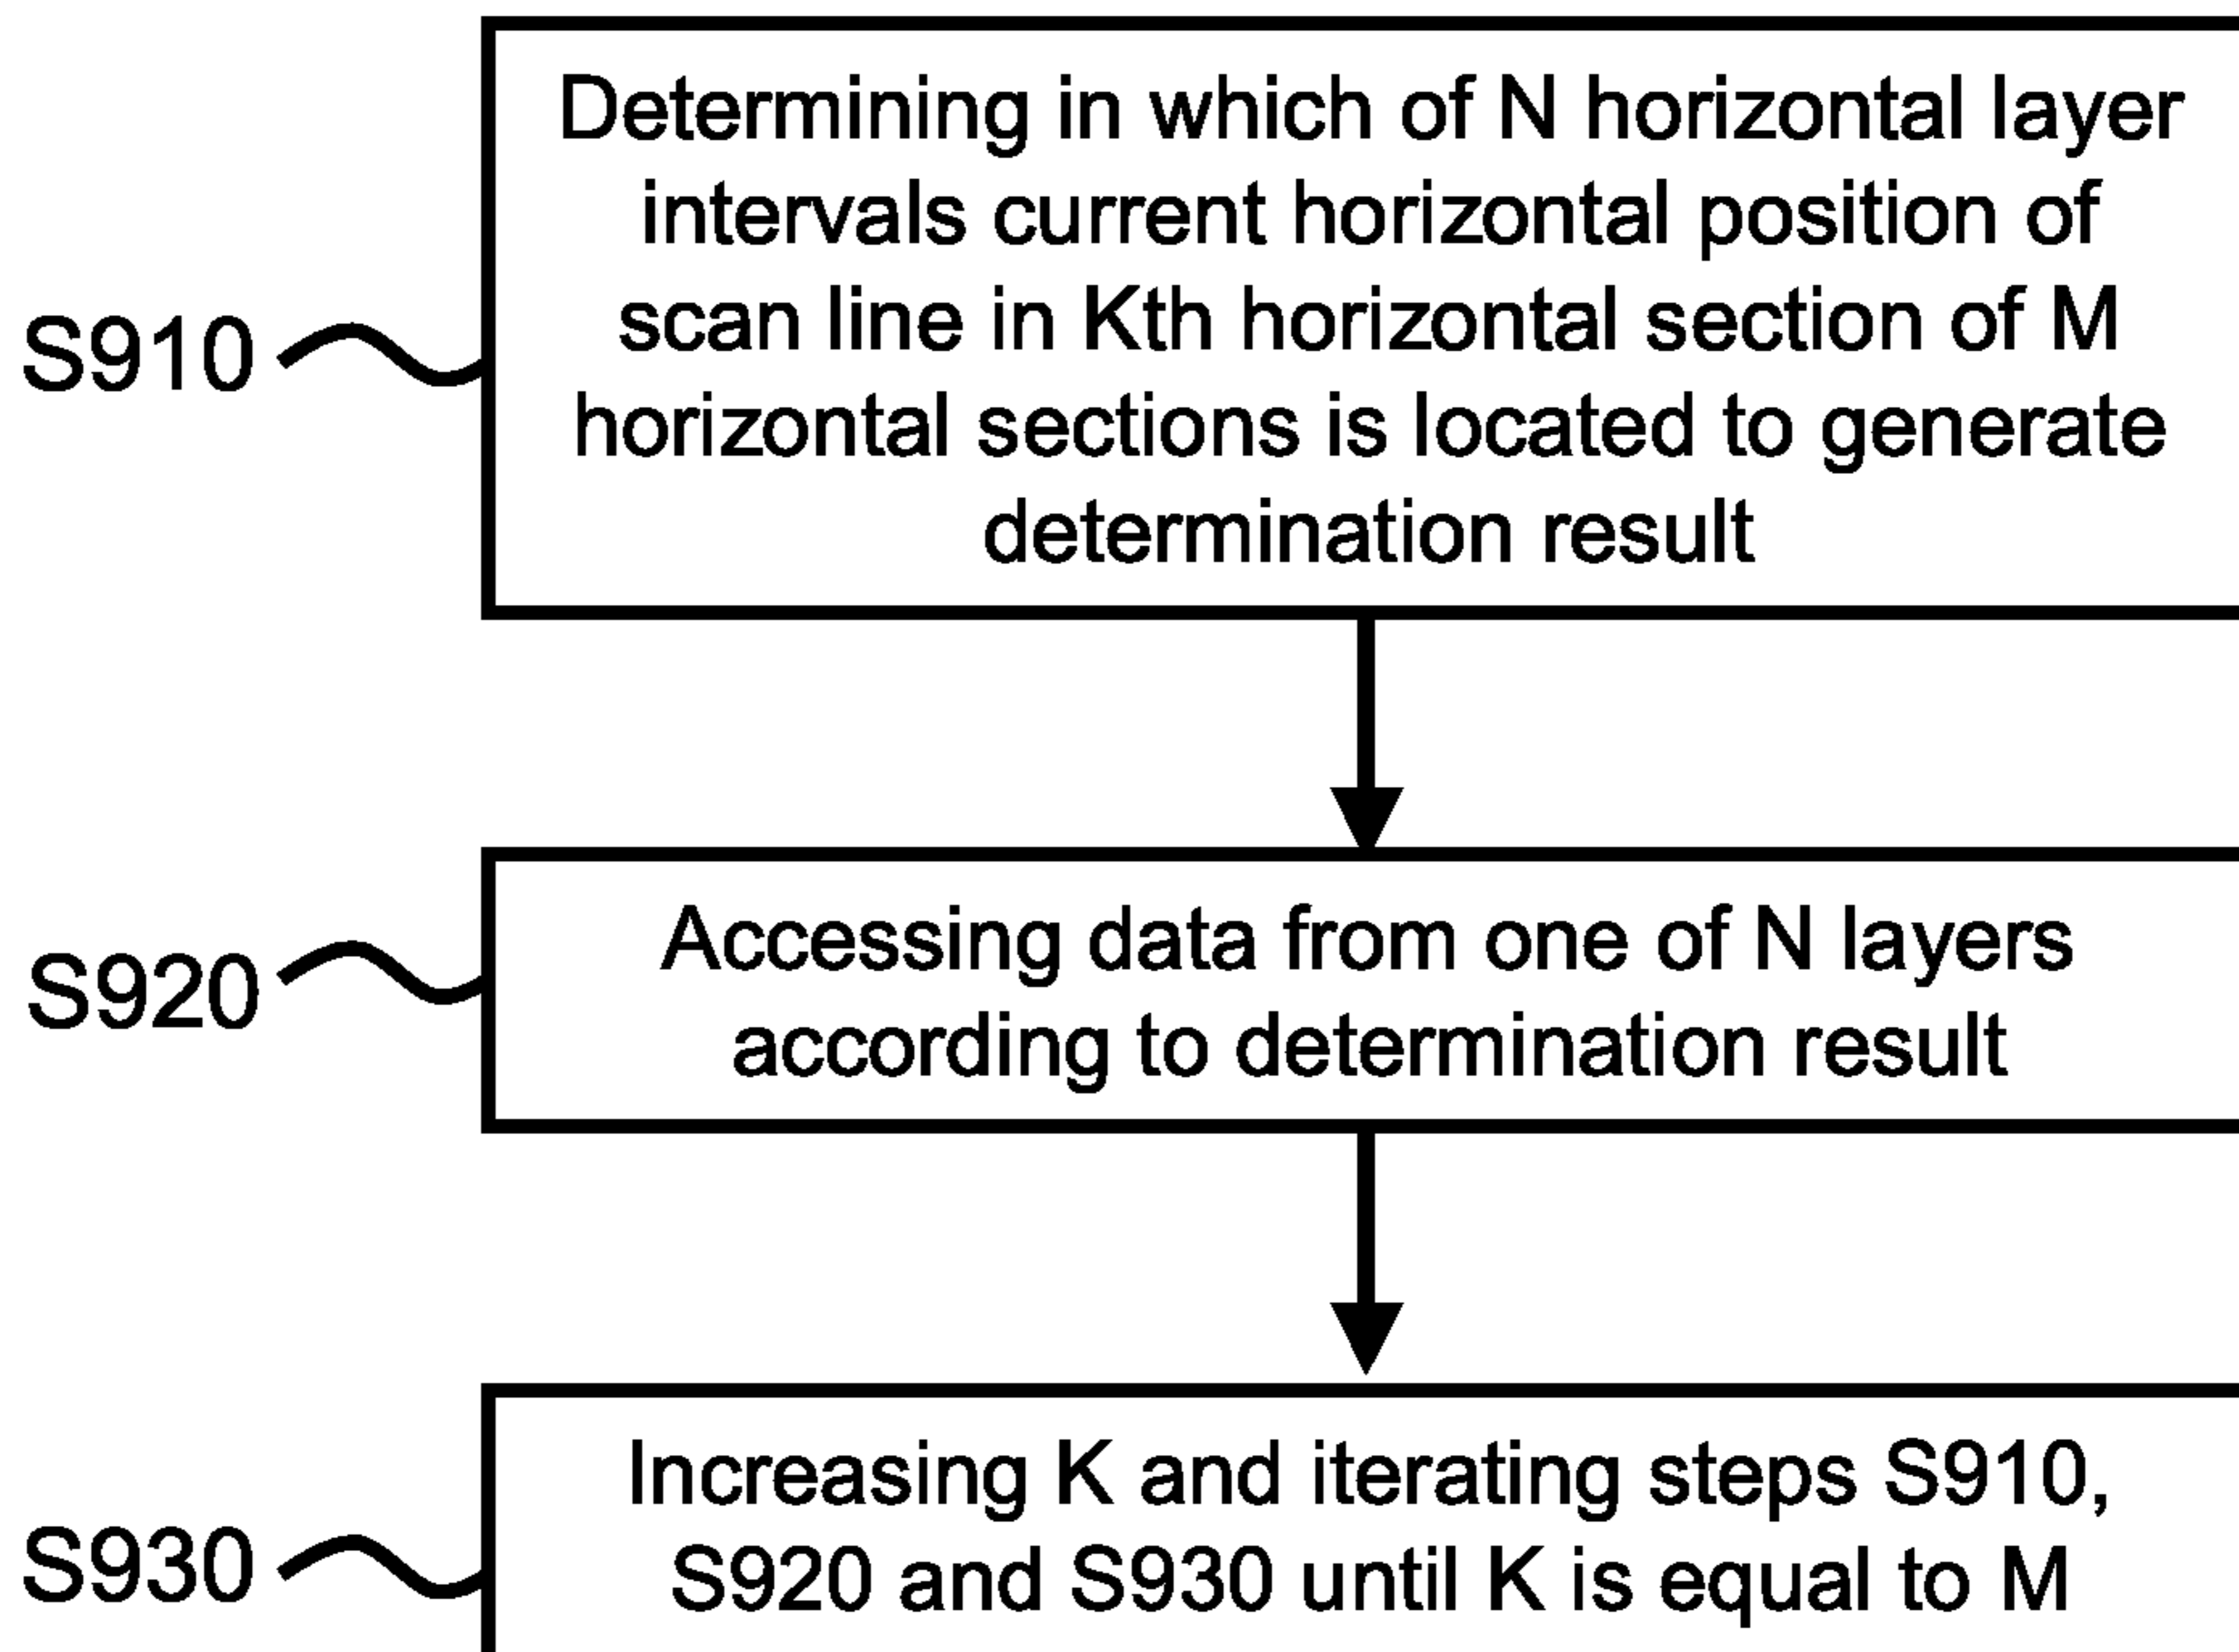 Determining in which of N horizontal layer
intervals current horizontal position of
scan line in Kth horizontal section of M
horizontal sections is located to generate
determination result
S910
Accessing data from one of N layers
according to determination result
S920
Increasing K and iterating steps S910,
S920 and S930 until K is equal to M
S930